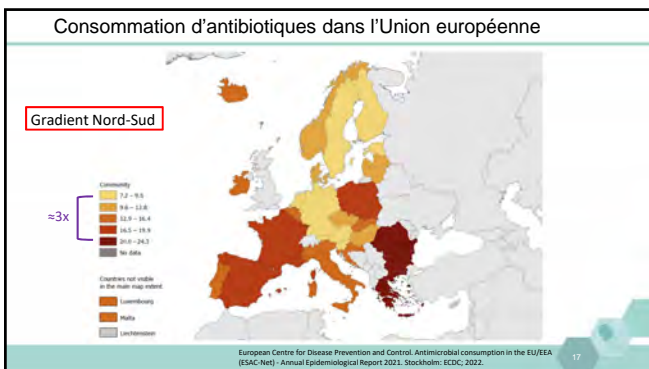 Consommation d’antibiotiques dans l’Union européenne
Gradient Nord-Sud
≈3x
Community
7.2 – 9.5
9.6 – 12.8
12.9 – 16.4
16.5 – 19.9
20.0 – 24.3
No data
Countries not visible
in the main map extent
Luxembourg
Malta
Liechtenstein
European Centre for Disease Prevention and Control. Antimicrobial consumption in the EU/EEA
(ESAC-Net) - Annual Epidemiological Report 2021. Stockholm: ECDC; 2022.
17